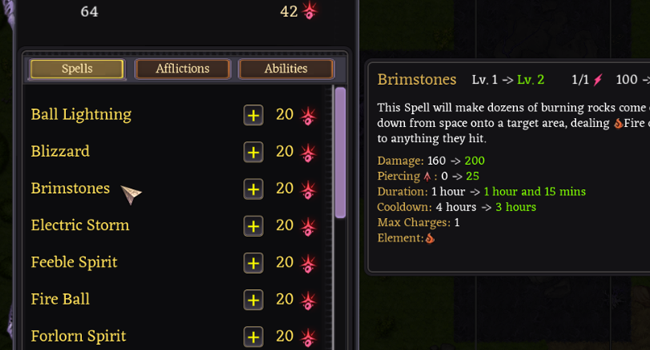 64 42
Spells Afflictions Abilities
Ball Lightning + 20
Blizzard + 20
Brimstones + 20
Electric Storm + 20
Feeble Spirit + 20
Fire Ball + 20
Forlorn Spirit + 20
Brimstones Lv. 1 -> Lv. 2 1/1 100 ->
This Spell will make dozens of burning rocks come
down from space onto a target area, dealing Fire
to anything they hit.
Damage: 160 -> 200
Piercing : 0 -> 25
Duration: 1 hour -> 1 hour and 15 mins
Cooldown: 4 hours -> 3 hours
Max Charges: 1
Element: